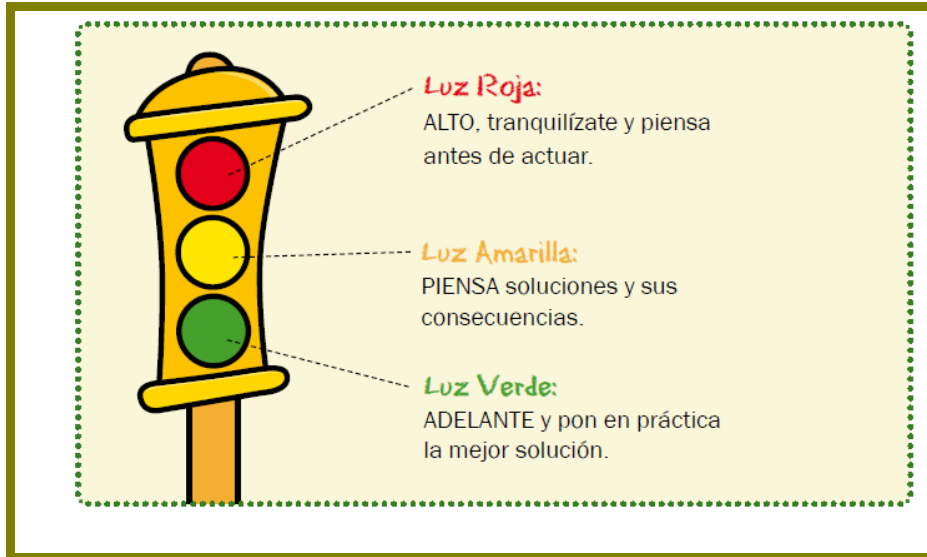 Luz Roja:
ALTO, tranquilízate y piensa
antes de actuar.
Luz Amarilla:
PIENSA soluciones y sus
consecuencias.
Luz Verde:
ADELANTE y pon en práctica
la mejor solución.